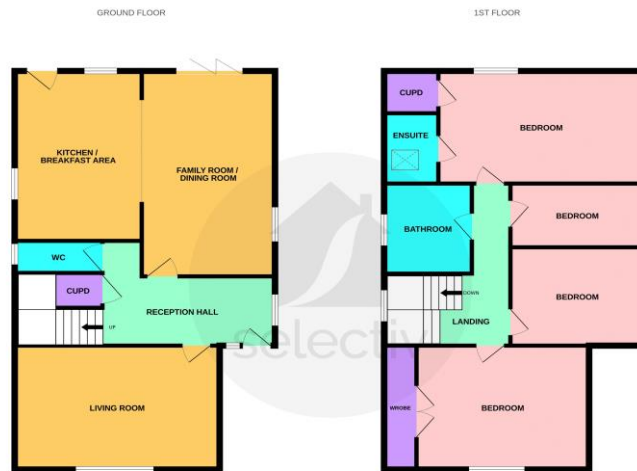 GROUND FLOOR
KITCHEN /
BREAKFAST AREA
FAMILY ROOM /
DINING ROOM
WC
CUPD
RECEPTION HALL
UP
LIVING ROOM
1ST FLOOR
CUPD
ENSUITE
BEDROOM
BATHROOM
BEDROOM
BEDROOM
DOWN
LANDING
WROBE
BEDROOM
selectiv